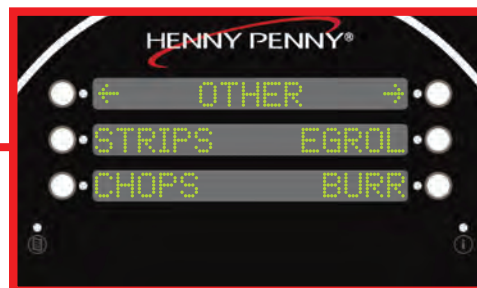 HENNY PENNY®
← OTHER →
STRIPS EGROL
CHOPS BURR